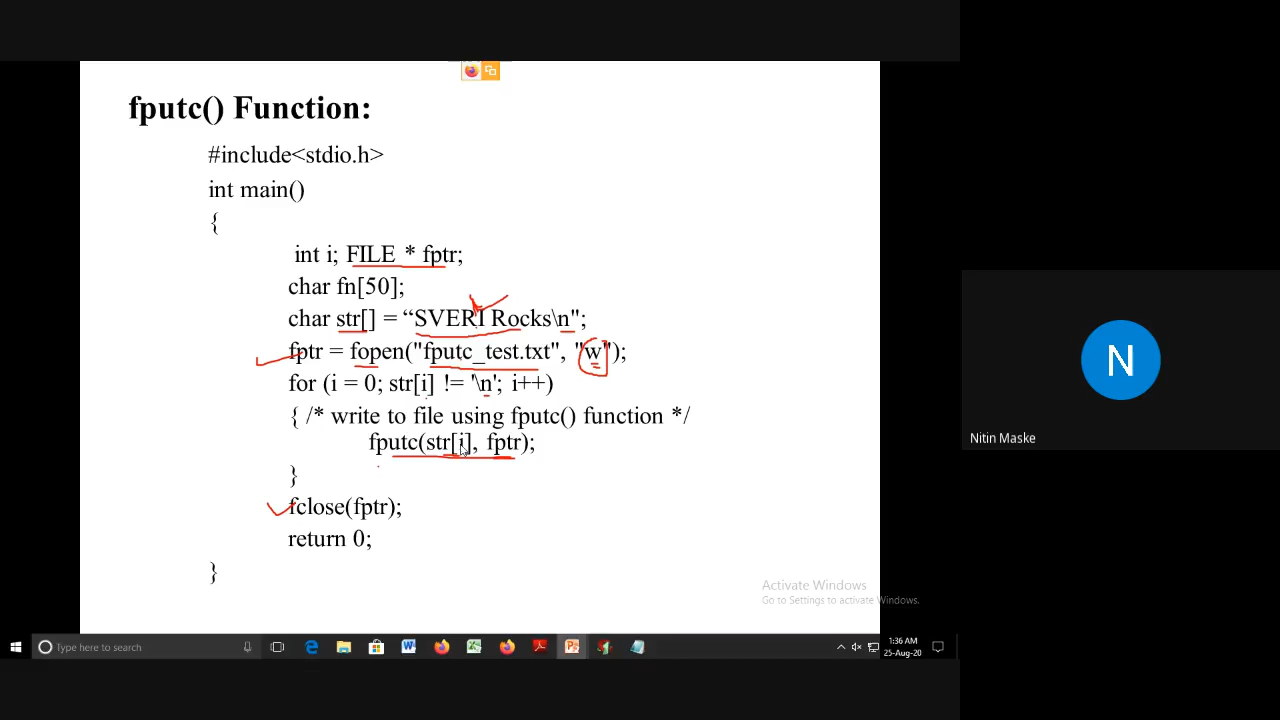 fputc() Function:
#include<stdio.h>
int main()
{
int i; FILE * fptr;
char fn[50];
char str[] = “SVERI Rocks\n";
fptr = fopen("fputc_test.txt", "w");
for (i = 0; str[i] != '\n'; i++)
{ /* write to file using fputc() function */
fputc(str[i], fptr);
}
fclose(fptr);
return 0;
}
N
Nitin Maske
Activate Windows
Go to Settings to activate Windows.
Type here to search
1:36 AM
25-Aug-20